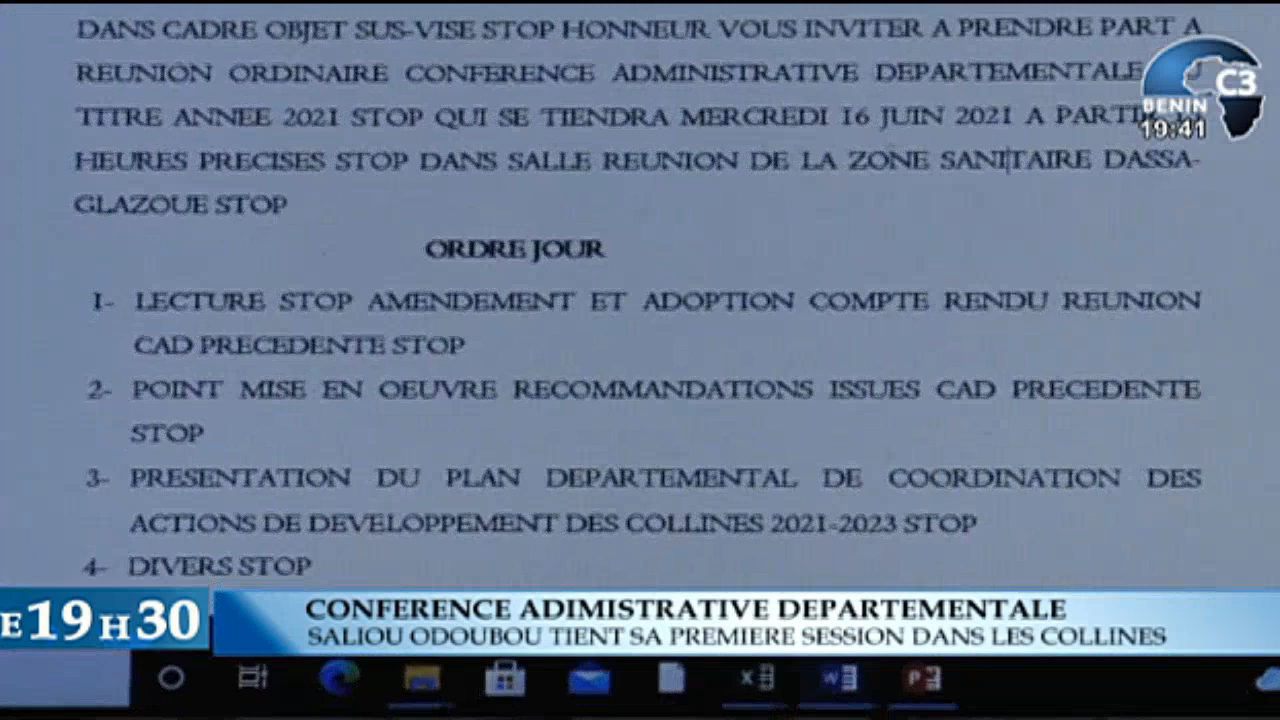 DANS CADRE OBJET SUS-VISE STOP HONNEUR VOUS INVITER A PRENDRE PART A
REUNION ORDINAIRE CONFERENCE ADMINISTRATIVE DEPARTEMENTALE
TITRE ANNEE 2021 STOP QUI SE TIENDRA MERCREDI 16 JUIN 2021 A
HEURES PRECISES STOP DANS SALLE REUNION DE LA ZONE SANITAIRE DASSA-
GLAZOUE STOP
ORDRE JOUR
1- LECTURE STOP AMENDEMENT ET ADOPTION COMPTE RENDU REUNION
CAD PRECEDENTE STOP
2- POINT MISE EN OEUVRE RECOMMANDATIONS ISSUES CAD PRECEDENTE
STOP
3- PRESENTATION DU PLAN DEPARTEMENTAL DE COORDINATION DES
ACTIONS DE DEVELOPPEMENT DES COLLINES 2021-2023 STOP
4- DIVERS STOP
C3
BENIN
19:41
E 19 H 30
CONFERENCE ADIMISTRATIVE DEPARTEMENTALE
SALIOU ODOUBOU TIENT SA PREMIERE SESSION DANS LES COLLINES